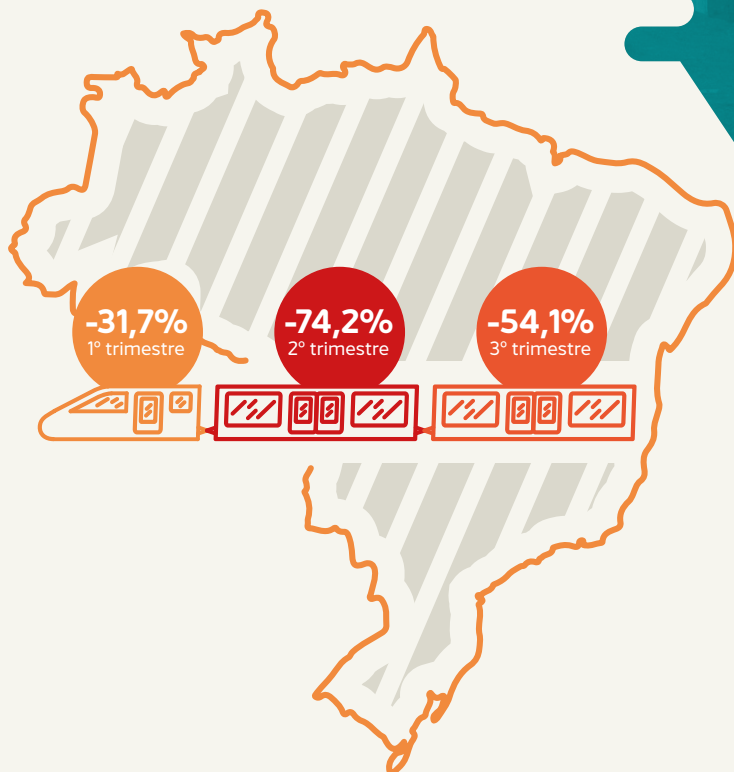 -31,7%
1º trimestre
-74,2%
2º trimestre
-54,1%
3º trimestre